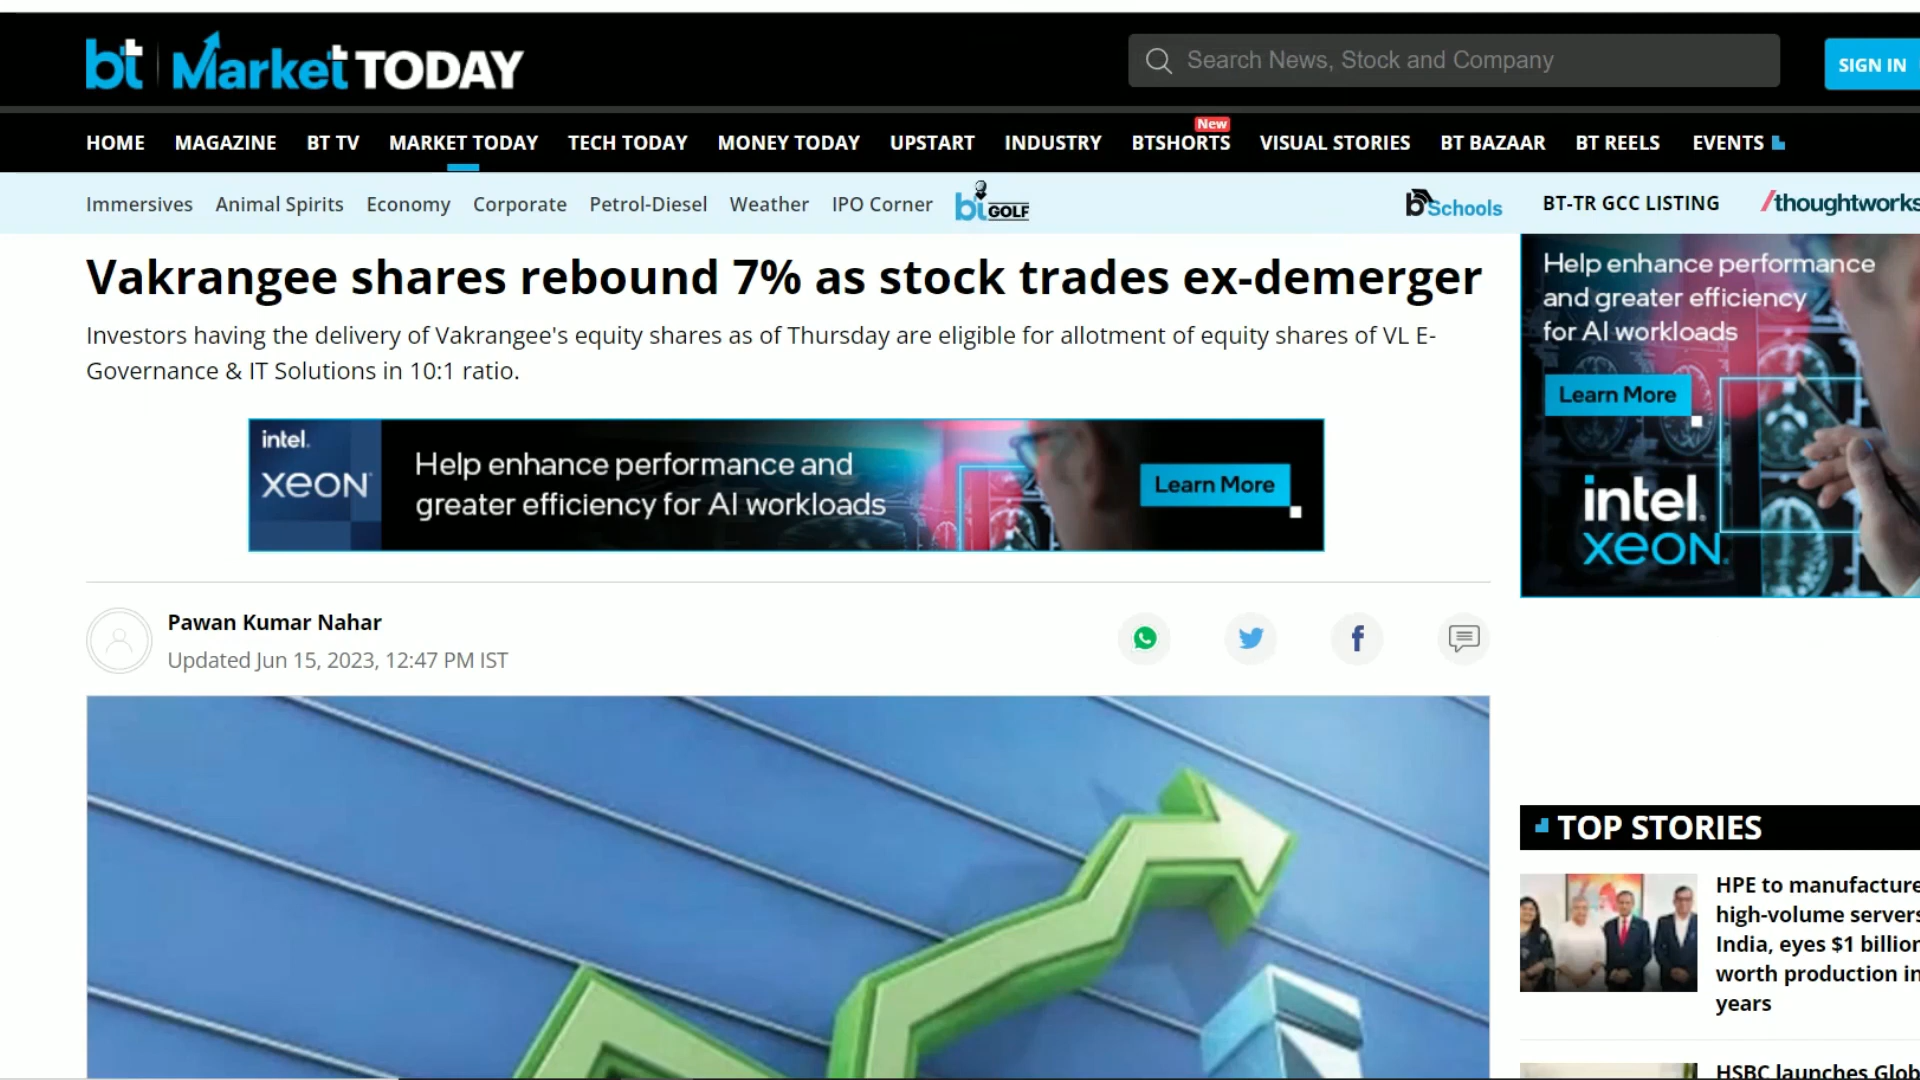 bt Market TODAY
Search News, Stock and Company
SIGN IN
HOME MAGAZINE BT TV MARKET TODAY TECH TODAY MONEY TODAY UPSTART INDUSTRY BTSHORTS New VISUAL STORIES BT BAZAAR BT REELS EVENTS
Immersives Animal Spirits Economy Corporate Petrol-Diesel Weather IPO Corner bt GOLF b Schools BT-TR GCC LISTING /thoughtworks
Vakrangee shares rebound 7% as stock trades ex-demerger
Investors having the delivery of Vakrangee's equity shares as of Thursday are eligible for allotment of equity shares of VL E-
Governance & IT Solutions in 10:1 ratio.
intel.
xeon
Help enhance performance and
greater efficiency for AI workloads
Learn More
Pawan Kumar Nahar
Updated Jun 15, 2023, 12:47 PM IST
Help enhance performance
and greater efficiency
for AI workloads
Learn More
intel.
xeon
TOP STORIES
HPE to manufacture
high-volume servers
India, eyes $1 billion
worth production in
years
HSBC launches